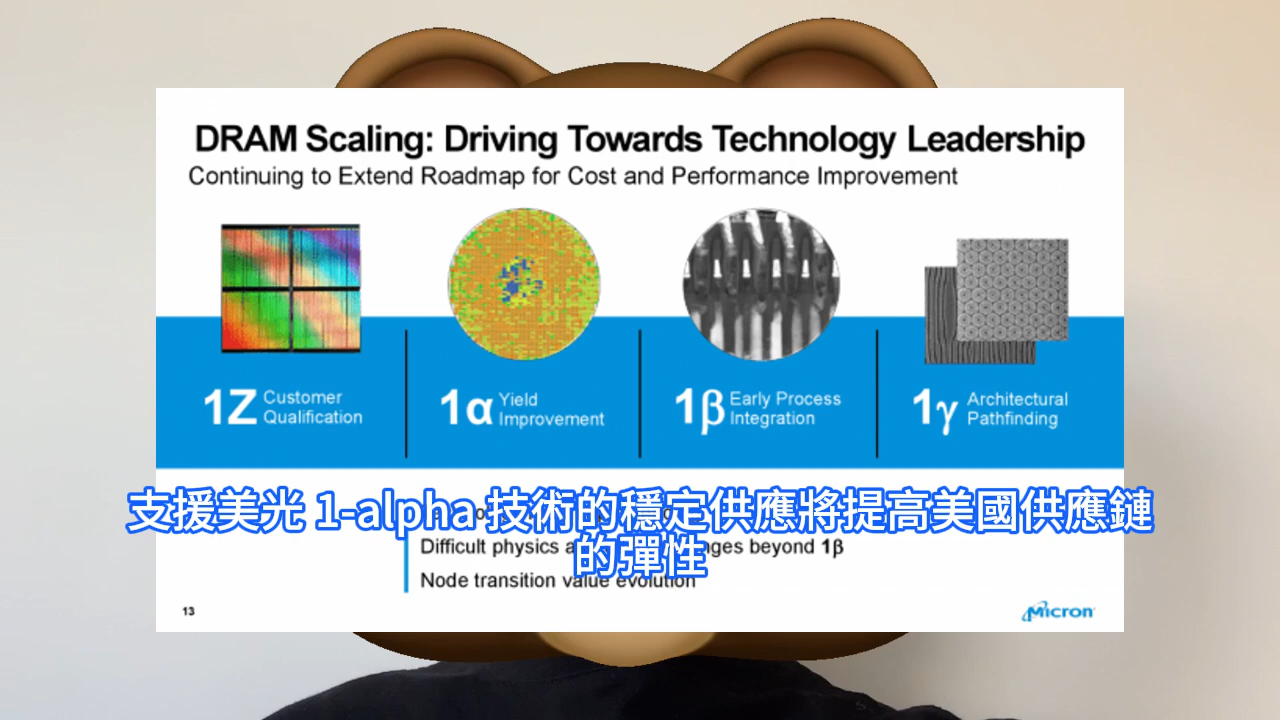 DRAM Scaling: Driving Towards Technology Leadership
Continuing to Extend Roadmap for Cost and Performance Improvement
1Z Customer Qualification
1α Yield Improvement
1β Early Process Integration
1γ Architectural Pathfinding
支援美光 1-alpha 技術的穩定供應將提高美國供應鏈
的彈性
Difficult physics beyond 1β
Node transition value evolution
13
Micron